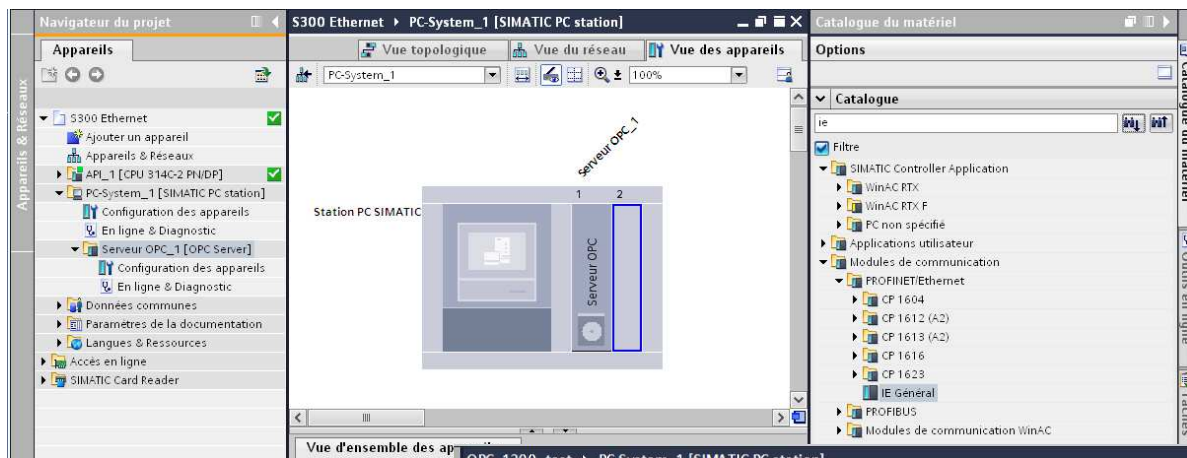 Navigateur du projet
Appareils
Appareils & Réseaux
S300 Ethernet
Ajouter un appareil
Appareils & Réseaux
API_1 [CPU 314C-2 PN/DP]
PC-System_1 [SIMATIC PC station]
Configuration des appareils
En ligne & Diagnostic
Serveur OPC_1 [OPC Server]
Configuration des appareils
En ligne & Diagnostic
Données communes
Paramètres de la documentation
Langues & Ressources
Accès en ligne
SIMATIC Card Reader
S300 Ethernet PC-System_1 [SIMATIC PC station]
Vue topologique Vue du réseau Vue des appareils
PC-System_1 100%
Serveur OPC_1
1 2
Station PC SIMATIC
Serveur OPC
Vue d'ensemble des
OPC_1200_test PC-System_1 [SIMATIC PC station]
Catalogue du matériel
Options
Catalogue
ie
Filtre
SIMATIC Controller Application
WinAC RTX
WinAC RTX F
PC non spécifié
Applications utilisateur
Modules de communication
PROFINET/Ethernet
CP 1604
CP 1612 (A2)
CP 1613 (A2)
CP 1616
CP 1623
IE Général
PROFIBUS
Modules de communication WinAC
Catalogue du matériel
Outils en ligne